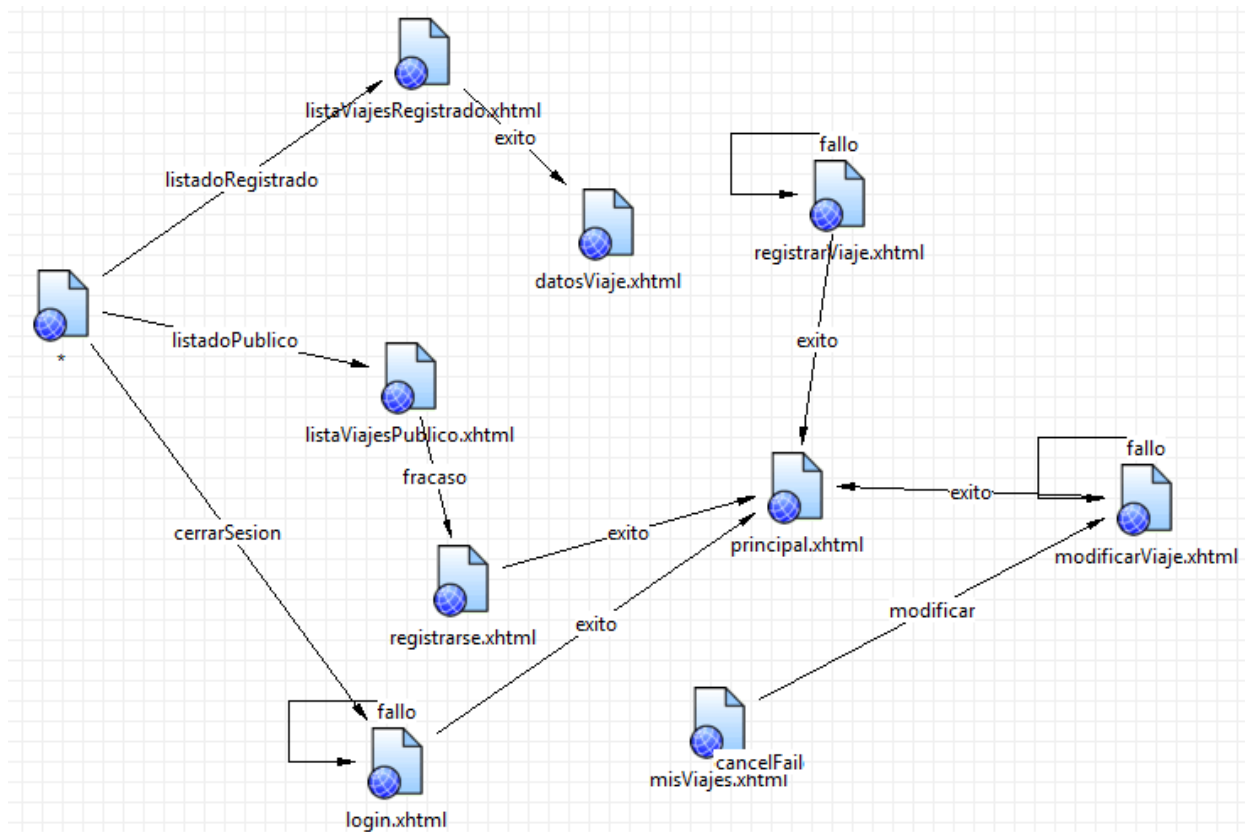 listaViajesRegistrado.xhtml
exito
fallo
listadoRegistrado
registrarViaje.xhtml
datosViaje.xhtml
listadoPublico
exito
*
listaViajesPublico.xhtml
fallo
fracaso
exito
cerrarSesion
exito
principal.xhtml
modificarViaje.xhtml
modificar
exito
registrarse.xhtml
fallo
cancelFail
misViajes.xhtml
login.xhtml